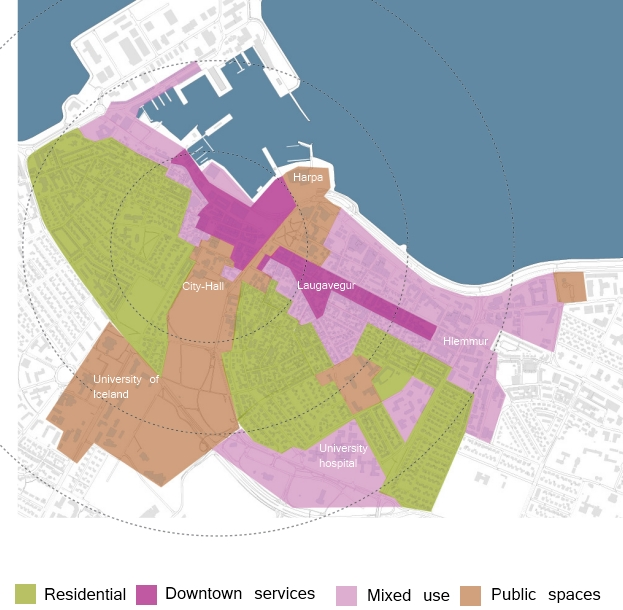 Harpa
City-Hall
Laugavegur
Hlemmur
University of
Iceland
University
hospital
Residential
Downtown services
Mixed use
Public spaces